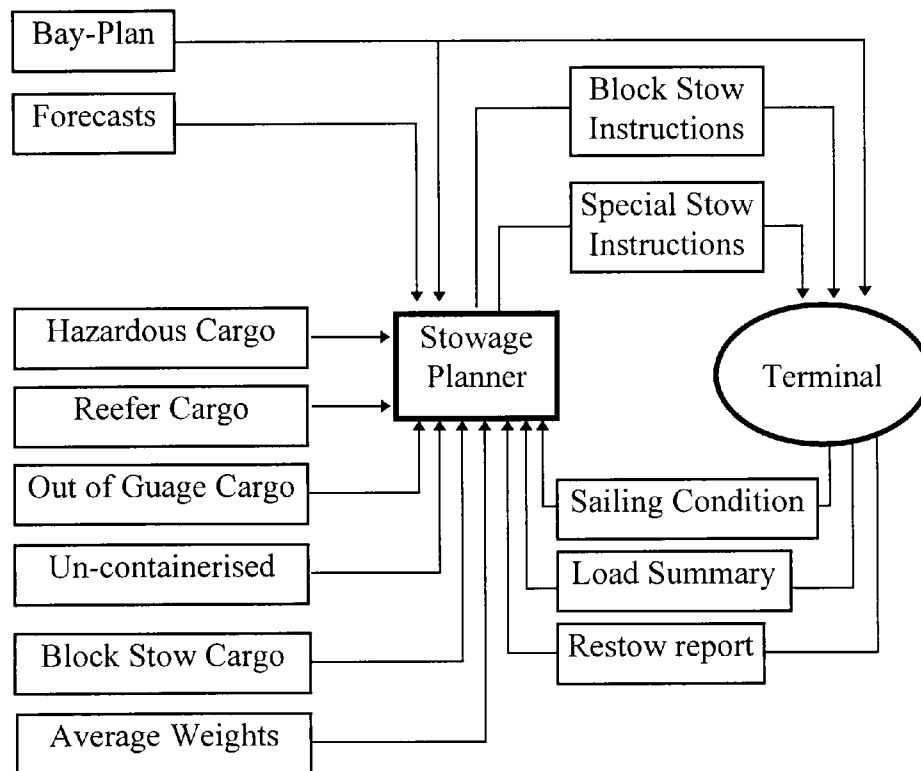 Bay-Plan
Forecasts
Block Stow
Instructions
Special Stow
Instructions
Hazardous Cargo
Reefer Cargo
Out of Guage Cargo
Un-containerised
Block Stow Cargo
Average Weights
Stowage
Planner
Terminal
Sailing Condition
Load Summary
Restow report